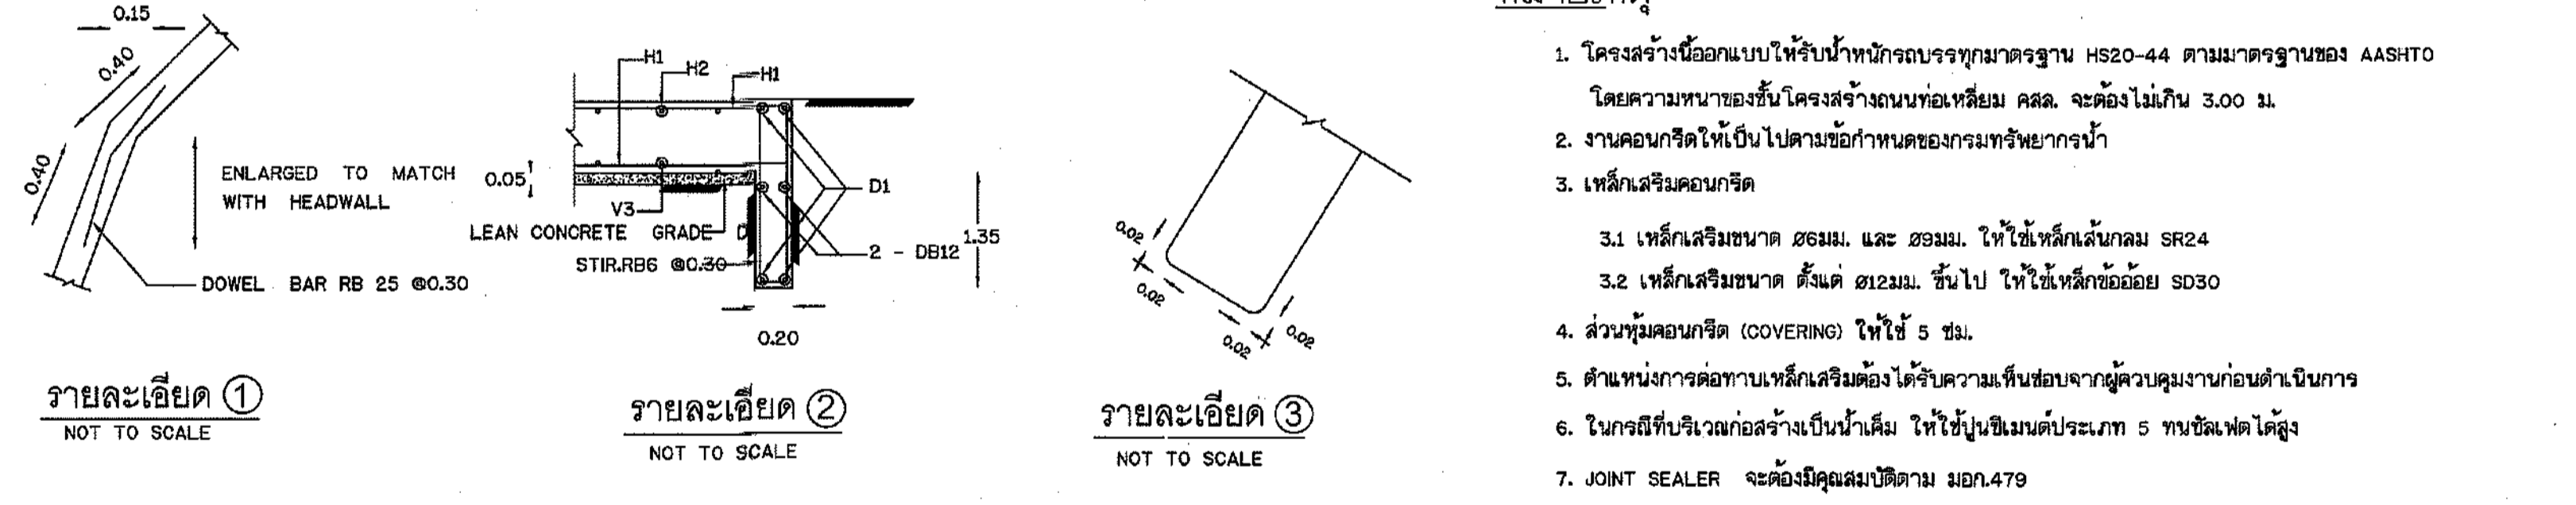 0.15
0.40
0.40
ENLARGED TO MATCH
WITH HEADWALL
DOWEL BAR RB 25 @0.30
รายละเอียด 1
NOT TO SCALE
H1
H2
H1
0.05
V3
D1
LEAN CONCRETE GRADE D
2 - DB12
1.35
STIR.RB6 @0.30
0.20
รายละเอียด 2
NOT TO SCALE
0.02
0.02
0.02
0.02
รายละเอียด 3
NOT TO SCALE
1. โครงสร้างนี้ออกแบบให้รับน้ำหนักรถบรรทุกมาตรฐาน HS20-44 ตามมาตรฐานของ AASHTO
โดยความหนาของชั้นโครงสร้างถนนท่อเหลี่ยม คสล. จะต้องไม่เกิน 3.00 ม.
2. งานคอนกรีตให้เป็นไปตามข้อกำหนดของกรมทรัพยากรน้ำ
3. เหล็กเสริมคอนกรีต
3.1 เหล็กเสริมขนาด Ø6มม. และ Ø9มม. ให้ใช้เหล็กเส้นกลม SR24
3.2 เหล็กเสริมขนาด ตั้งแต่ Ø12มม. ขึ้นไป ให้ใช้เหล็กข้ออ้อย SD30
4. ส่วนหุ้มคอนกรีต (COVERING) ให้ใช้ 5 ซม.
5. ตำแหน่งการต่อทาบเหล็กเสริมต้องได้รับความเห็นชอบจากผู้ควบคุมงานก่อนดำเนินการ
6. ในกรณีที่บริเวณก่อสร้างเป็นน้ำเค็ม ให้ใช้ปูนซีเมนต์ประเภท 5 ทนซัลเฟตได้สูง
7. JOINT SEALER จะต้องมีคุณสมบัติตาม มอก.479